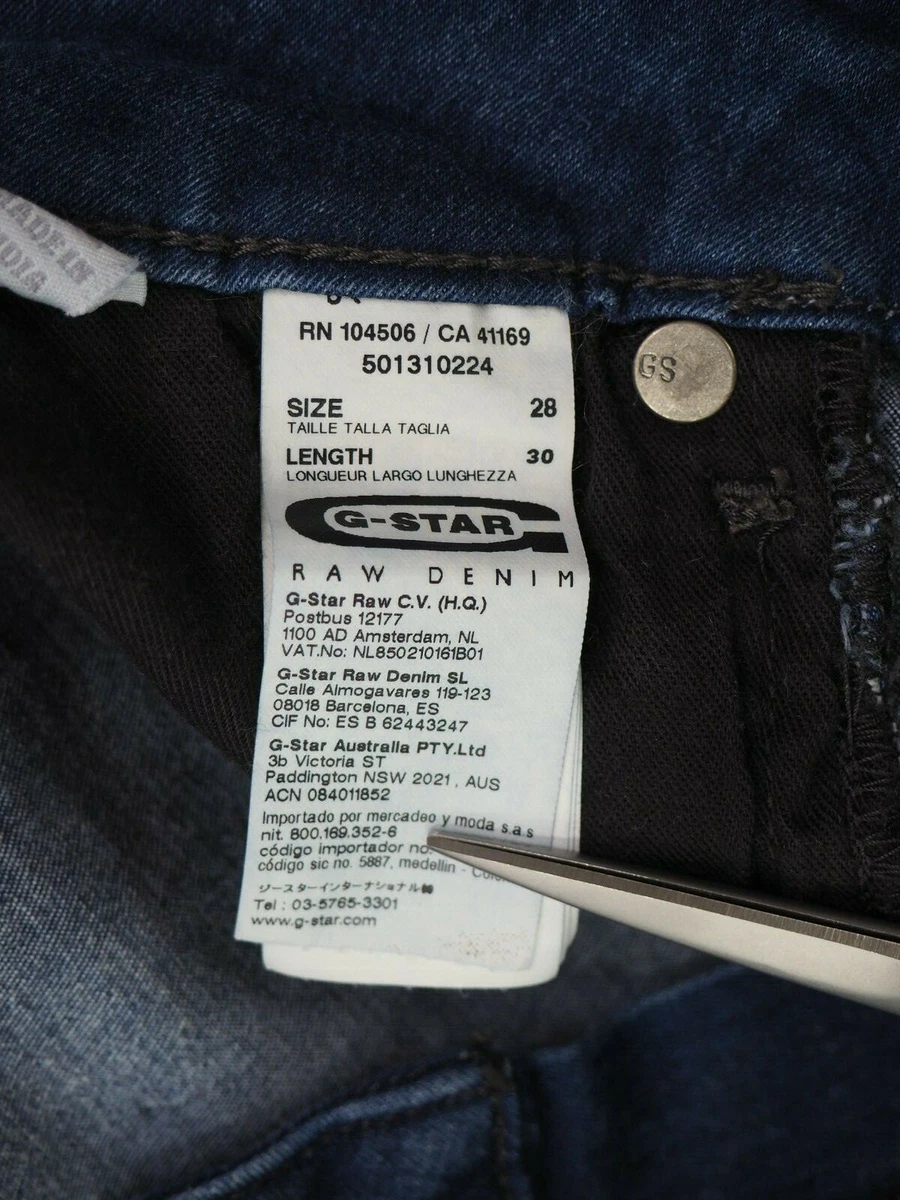 MADE IN
RN 104506 / CA 41169
501310224
SIZE 28
TAILLE TALLA TAGLIA
LENGTH 30
LONGUEUR LARGO LUNGHEZZA
G-STAR
RAW DENIM
G-Star Raw C.V. (H.Q.)
Postbus 12177
1100 AD Amsterdam, NL
VAT.No: NL850210161B01
G-Star Raw Denim SL
Calle Almogavares 119-123
08018 Barcelona, ES
CIF No: ES B 62443247
G-Star Australia PTY.Ltd
3b Victoria ST
Paddington NSW 2021, AUS
ACN 084011852
Importado por mercadeo y moda s.a.s
nit. 800.169.352-6
código importador no.
código sic no. 5887, medellin -
ジースターインターナショナル㈱
Tel : 03-5765-3301
www.g-star.com
GS